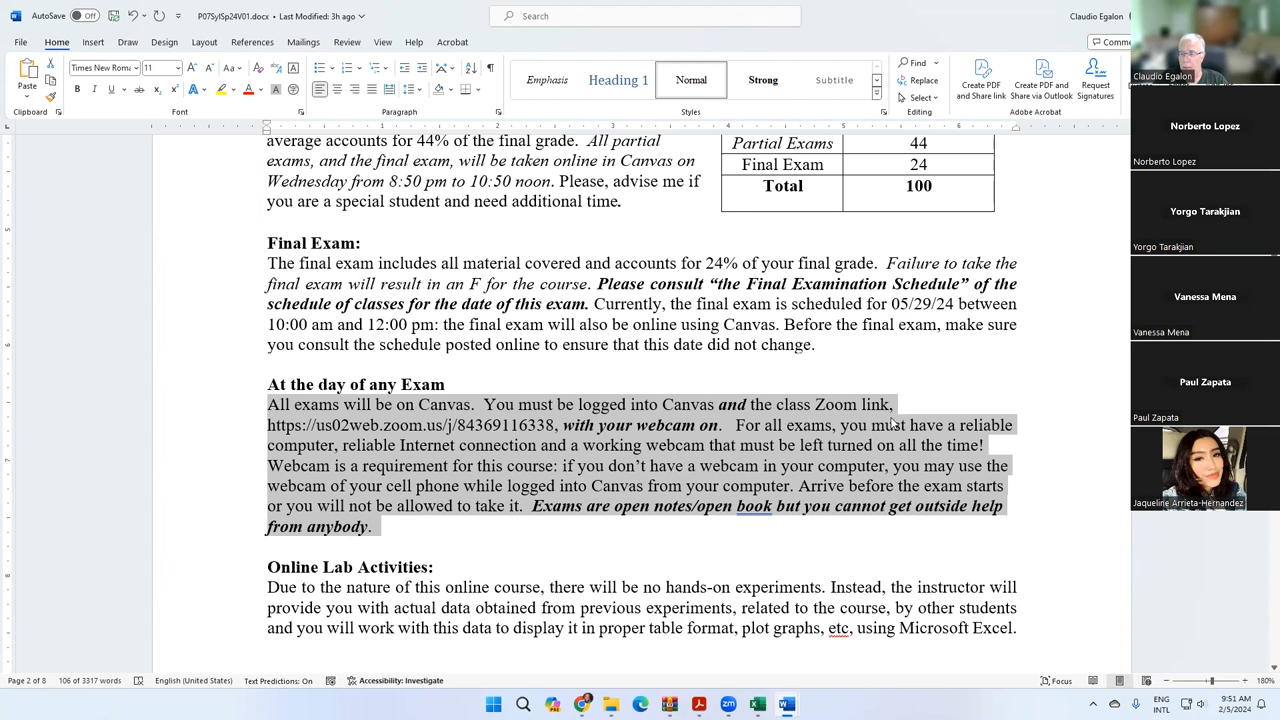 AutoSave
Off
P07SylSp24V01.docx • Last Modified: 3h ago
Search
Claudio Egalon
File
Home
Insert
Draw
Design
Layout
References
Mailings
Review
View
Help
Acrobat
Comme
Paste
Times New Roma
11
Emphasis
Heading 1
Normal
Strong
Subtitle
Find
Replace
Select
Create PDF and Share link
Create PDF and Share via Outlook
Request Signatures
Clipboard
Font
Paragraph
Styles
Editing
Adobe Acrobat
average accounts for 44% of the final grade. All partial
exams, and the final exam, will be taken online in Canvas on
Wednesday from 8:50 pm to 10:50 noon. Please, advise me if
you are a special student and need additional time.
Partial Exams 44
Final Exam 24
Total 100
Final Exam:
The final exam includes all material covered and accounts for 24% of your final grade. Failure to take the
final exam will result in an F for the course. Please consult “the Final Examination Schedule” of the
schedule of classes for the date of this exam. Currently, the final exam is scheduled for 05/29/24 between
10:00 am and 12:00 pm: the final exam will also be online using Canvas. Before the final exam, make sure
you consult the schedule posted online to ensure that this date did not change.
At the day of any Exam
All exams will be on Canvas. You must be logged into Canvas and the class Zoom link,
https://us02web.zoom.us/j/88369116338, with your webcam on. For all exams, you must have a reliable
computer, reliable Internet connection and a working webcam that must be left turned on all the time!
Webcam is a requirement for this course: if you don’t have a webcam in your computer, you may use the
webcam of your cell phone while logged into Canvas from your computer. Arrive before the exam starts
or you will not be allowed to take it. Exams are open notes/open book but you cannot get outside help
from anybody.
Online Lab Activities:
Due to the nature of this online course, there will be no hands-on experiments. Instead, the instructor will
provide you with actual data obtained from previous experiments, related to the course, by other students
and you will work with this data to display it in proper table format, plot graphs, etc, using Microsoft Excel.
Claudio Egalon
Norberto Lopez
Norberto Lopez
Yorgo Tarakjian
Yorgo Tarakjian
Vanessa Mena
Vanessa Mena
Paul Zapata
Paul Zapata
Jaqueline Arrieta-Hernandez
Page 2 of 8
106 of 3317 words
English (United States)
Text Predictions: On
Accessibility: Investigate
Focus
180%
ENG
INTL
9:51 AM
2/5/2024